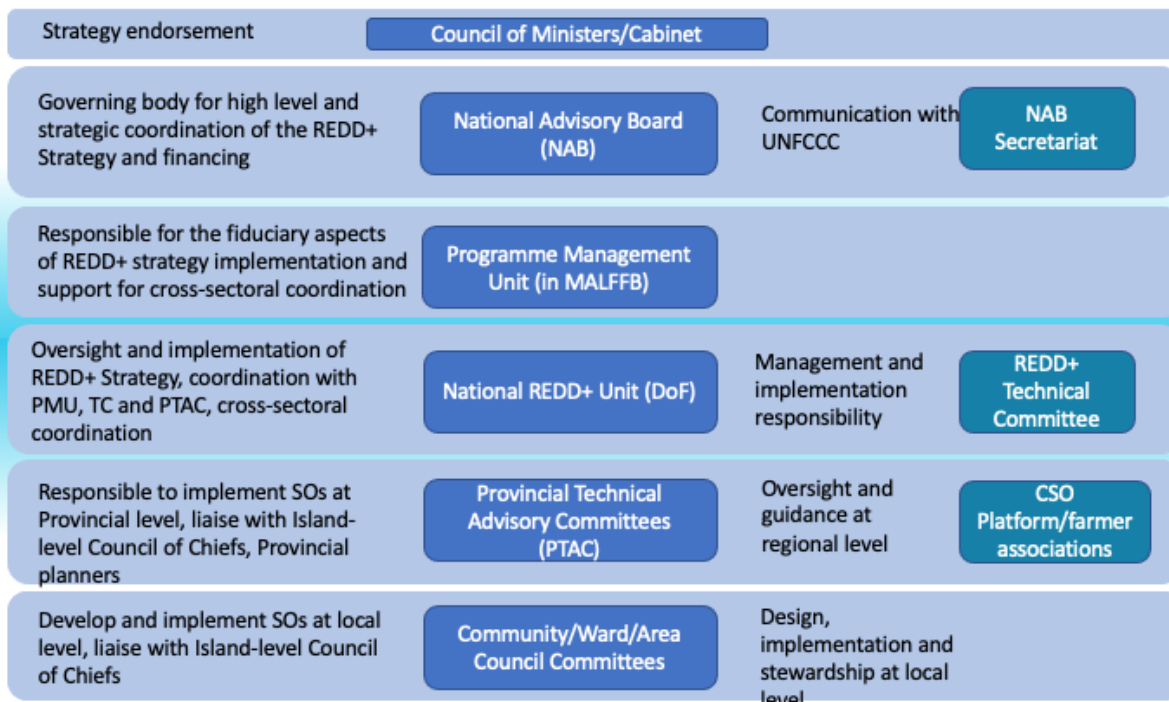 Strategy endorsement
Council of Ministers/Cabinet
Governing body for high level and
strategic coordination of the REDD+
Strategy and financing
National Advisory Board
(NAB)
Communication with
UNFCCC
NAB
Secretariat
Responsible for the fiduciary aspects
of REDD+ strategy implementation and
support for cross-sectoral coordination
Programme Management
Unit (in MALFFB)
Oversight and implementation of
REDD+ Strategy, coordination with
PMU, TC and PTAC, cross-sectoral
coordination
National REDD+ Unit (DoF)
Management and
implementation
responsibility
REDD+
Technical
Committee
Responsible to implement SOs at
Provincial level, liaise with Island-
level Council of Chiefs, Provincial
planners
Provincial Technical
Advisory Committees
(PTAC)
Oversight and
guidance at
regional level
CSO
Platform/farmer
associations
Develop and implement SOs at local
level, liaise with Island-level Council
of Chiefs
Community/Ward/Area
Council Committees
Design,
implementation and
stewardship at local
level